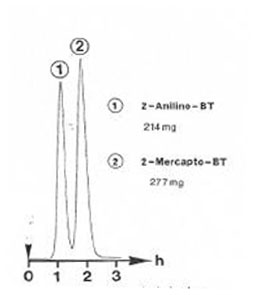 2
1
1 2-Anilino-BT
214 mg
2 2-Mercapto-BT
277 mg
h
0 1 2 3